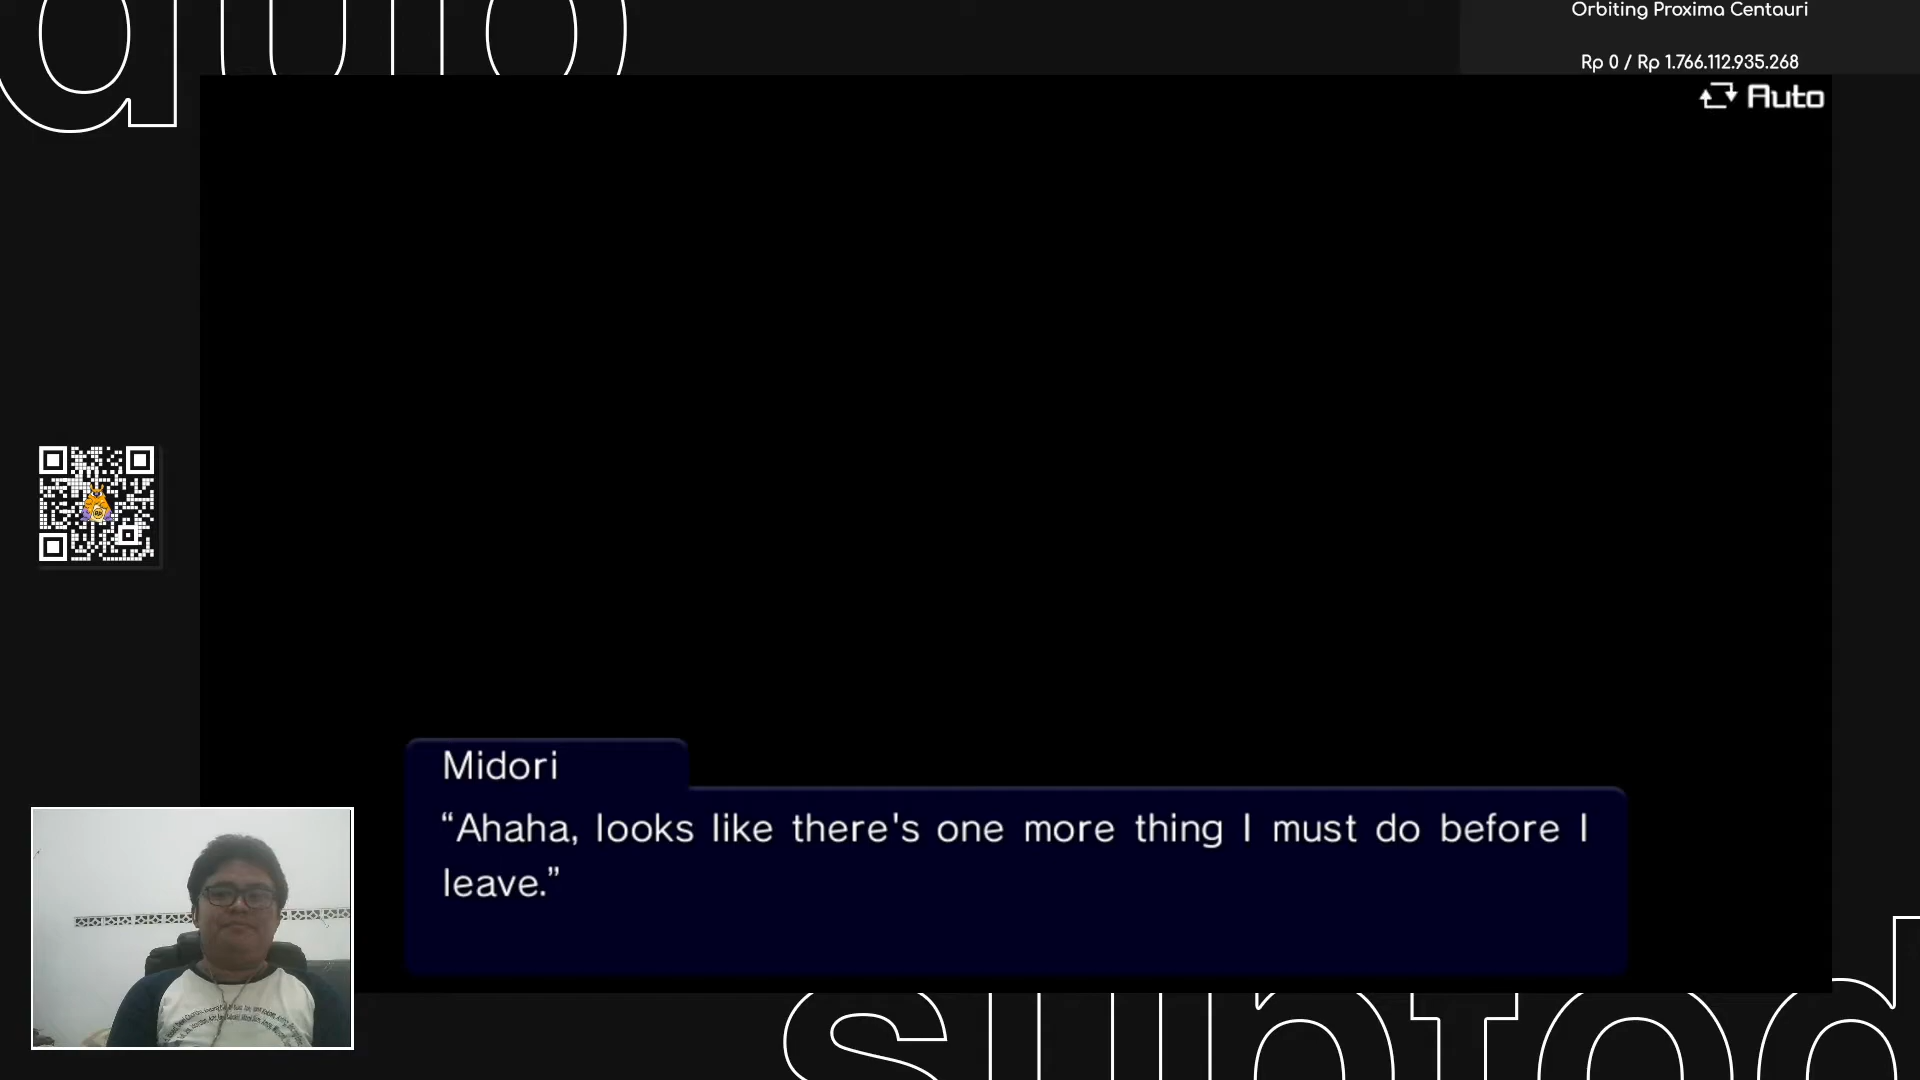 Orbiting Proxima Centauri
Rp 0 / Rp 1.766.112.935.268
Auto
Midori
“Ahaha, looks like there's one more thing I must do before I
leave.”